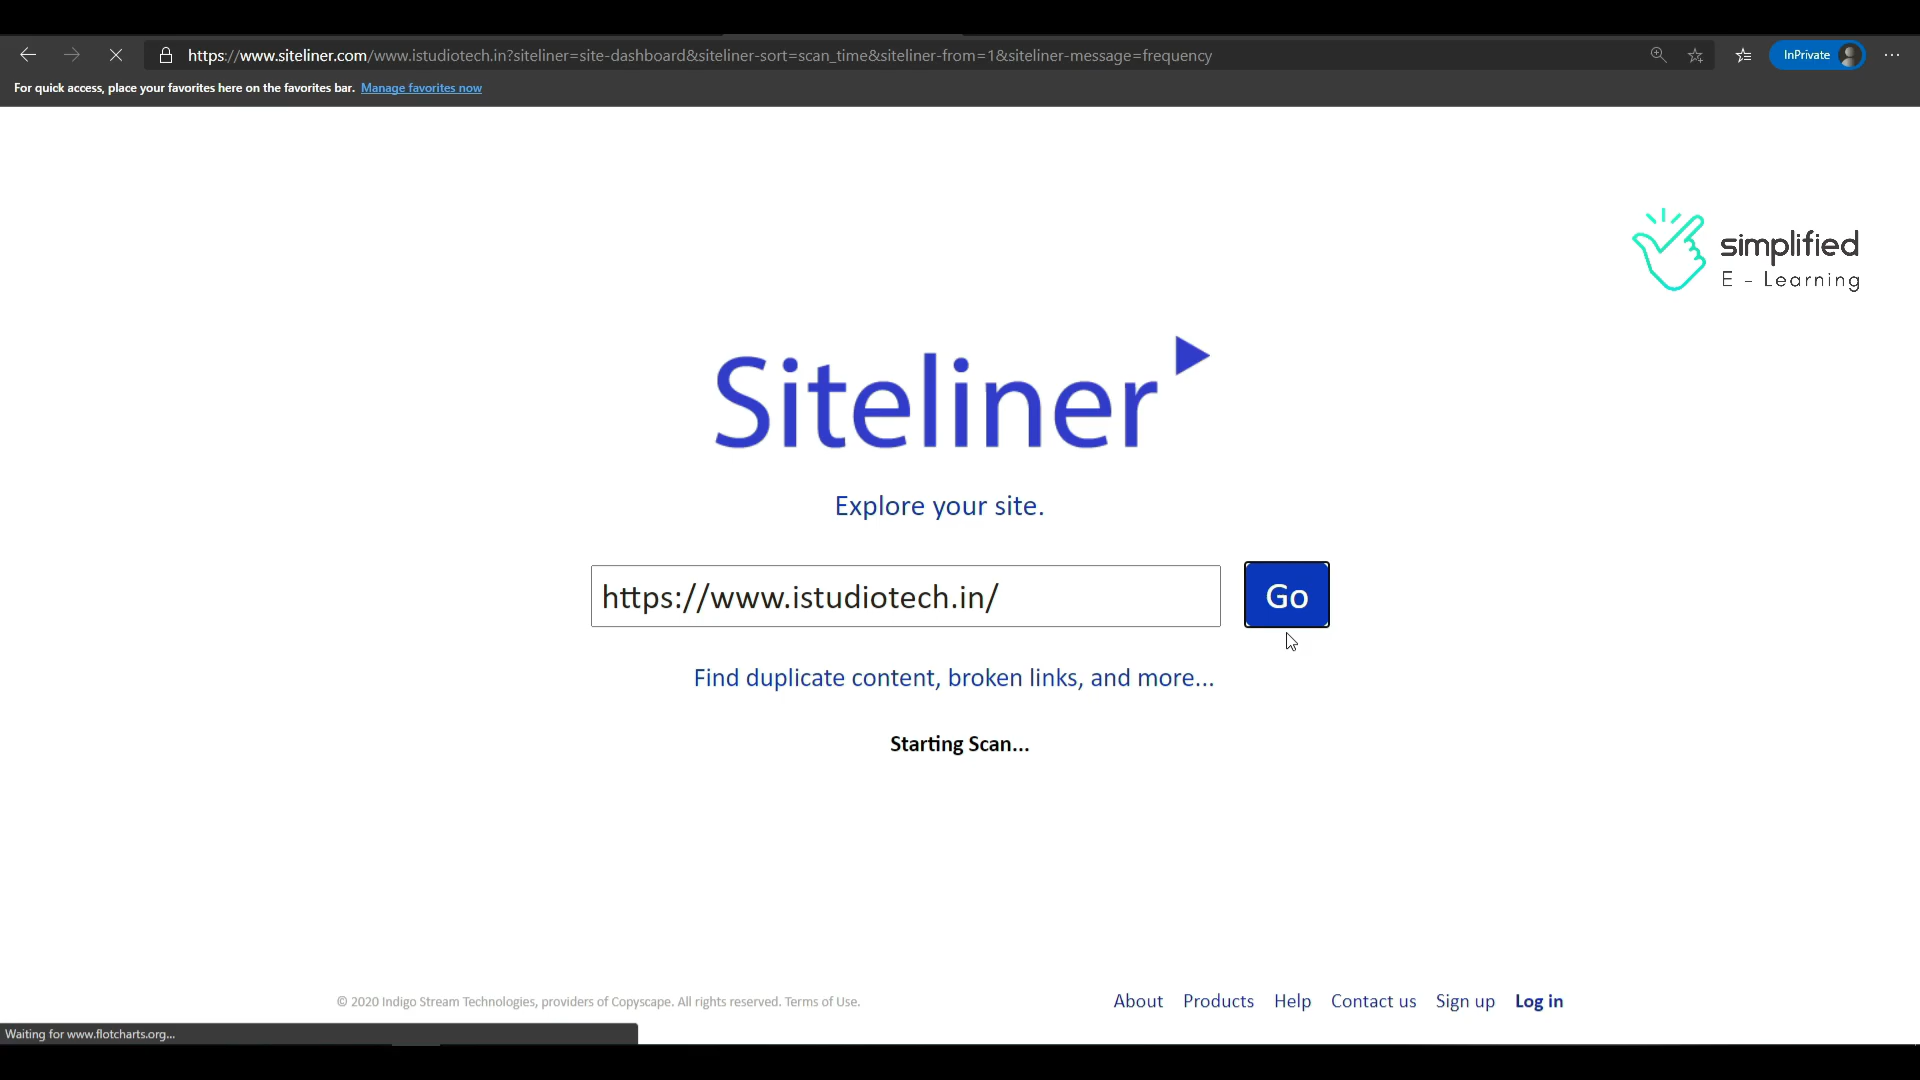 https://www.siteliner.com/www.istudiotech.in?siteliner=site-dashboard&siteliner-sort=scan_time&siteliner-from=1&siteliner-message=frequency
InPrivate
For quick access, place your favorites here on the favorites bar. Manage favorites now
simplified
E - Learning
Siteliner
Explore your site.
https://www.istudiotech.in/
Go
Find duplicate content, broken links, and more...
Starting Scan...
© 2020 Indigo Stream Technologies, providers of Copyscape. All rights reserved. Terms of Use.
About Products Help Contact us Sign up Log in
Waiting for www.flotcharts.org...